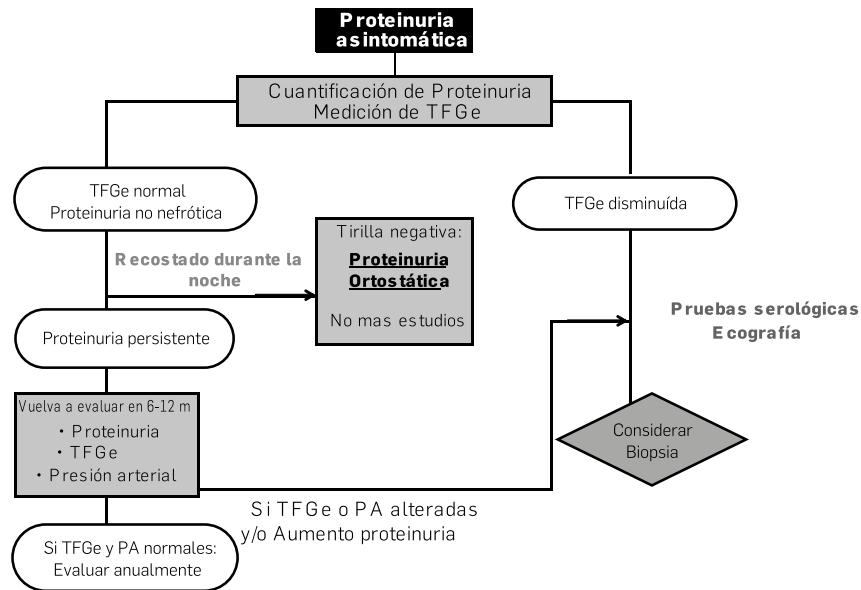 Proteinuria
asintomática
Cuantificación de Proteinuria
Medición de TFGe
TFGe normal
Proteinuria no nefrótica
TFGe disminuída
Recostado durante la
noche
Tirilla negativa:
Proteinuria
Ortostática
No mas estudios
Pruebas serológicas
Ecografía
Proteinuria persistente
Vuelva a evaluar en 6-12 m
• Proteinuria
• TFGe
• Presión arterial
Considerar
Biopsia
Si TFGe o PA alteradas
y/o Aumento proteinuria
Si TFGe y PA normales:
Evaluar anualmente